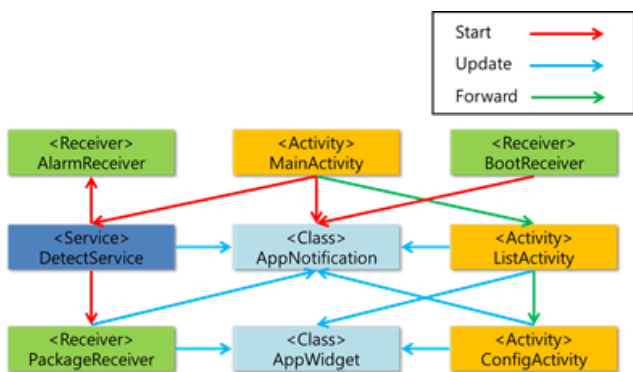 Start
Update
Forward
<Receiver>
AlarmReceiver
<Activity>
MainActivity
<Receiver>
BootReceiver
<Service>
DetectService
<Class>
AppNotification
<Activity>
ListActivity
<Receiver>
PackageReceiver
<Class>
AppWidget
<Activity>
ConfigActivity